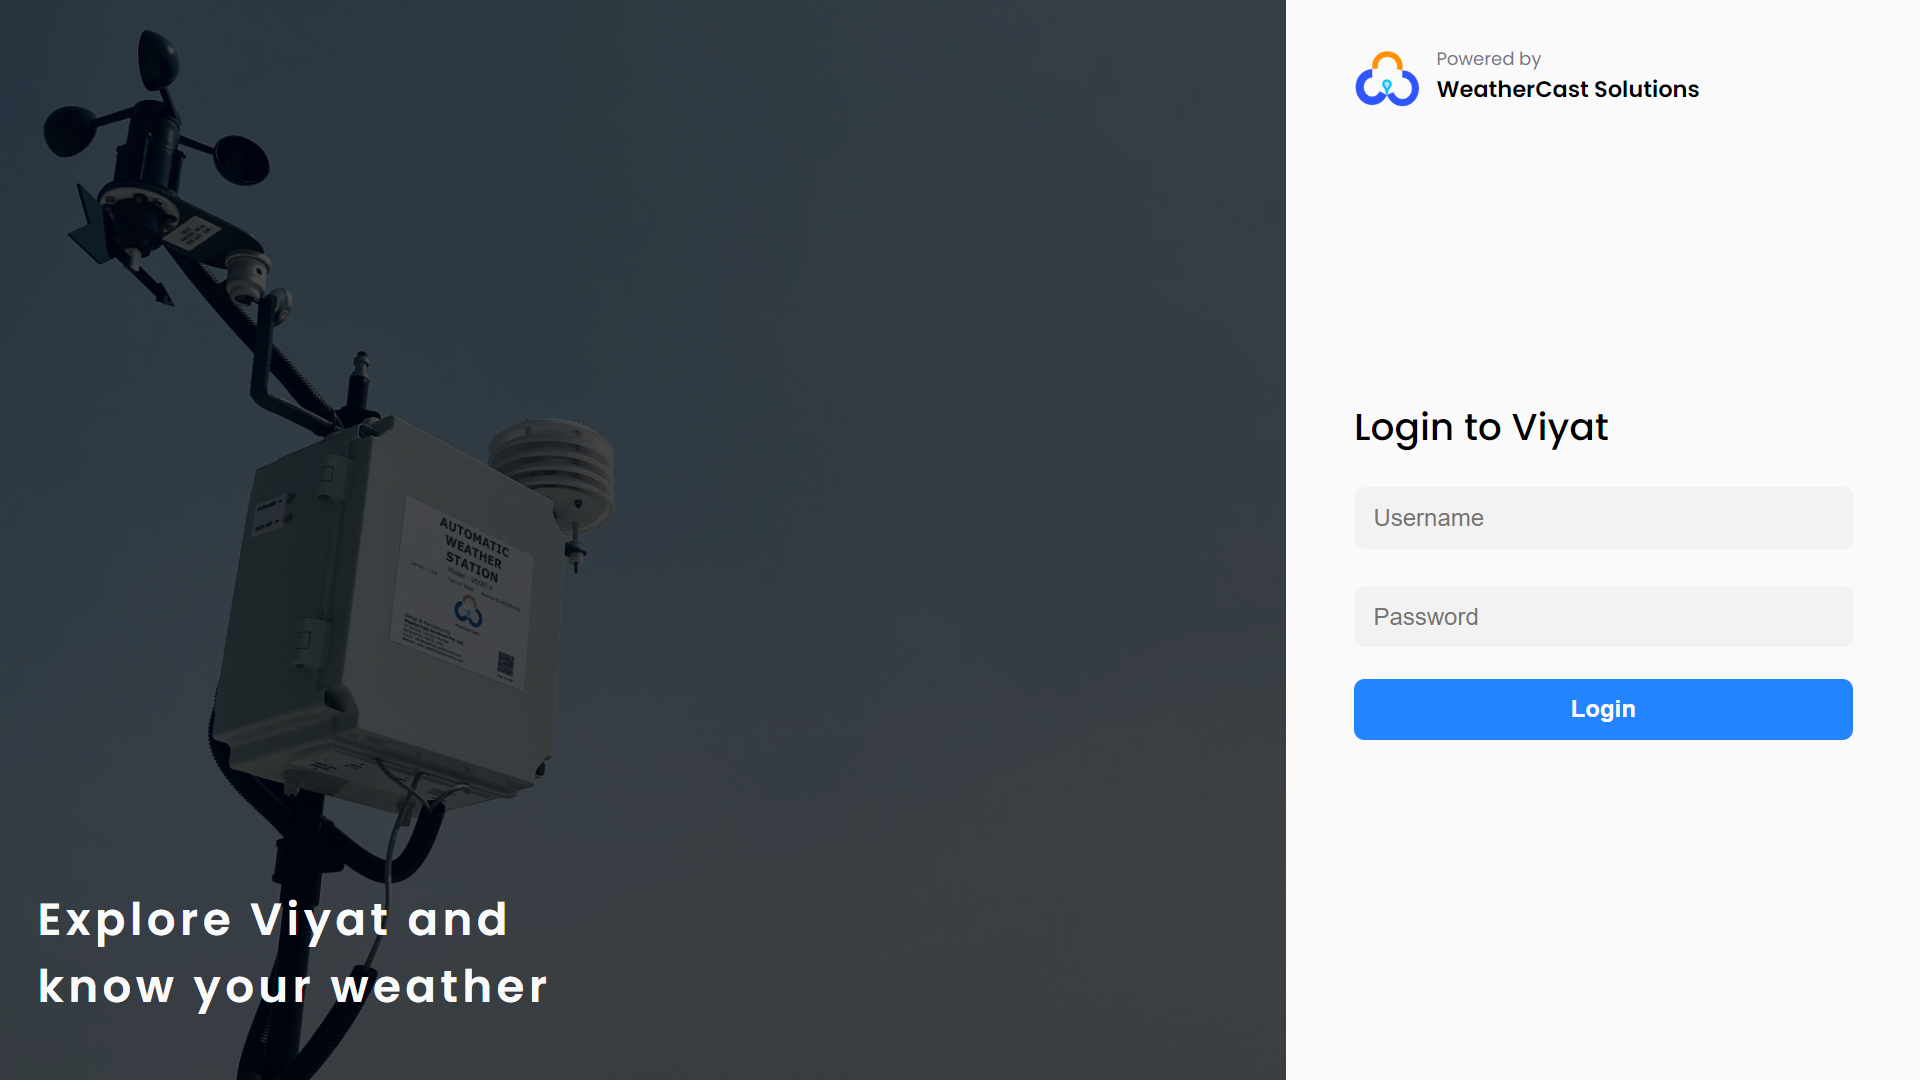 Powered by
WeatherCast Solutions
AUTOMATIC
WEATHER
STATION
Explore Viyat and
know your weather
Login to Viyat
Username
Password
Login